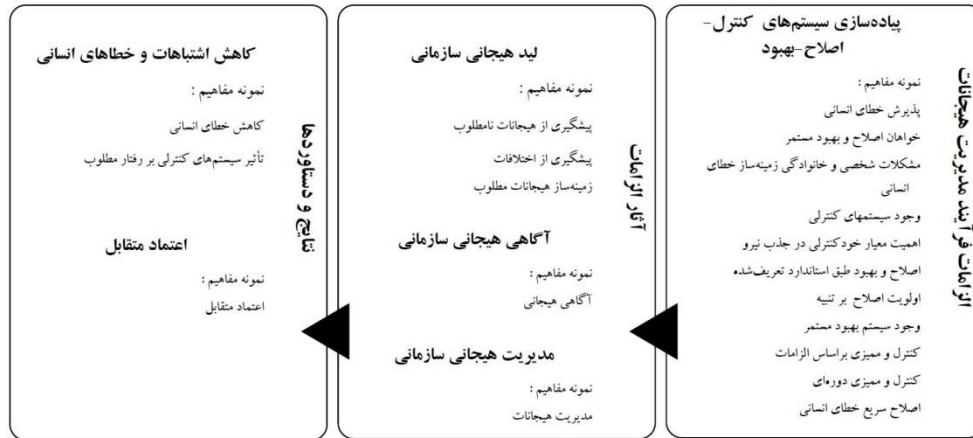 الزامات فرآیند مدیریت هیجانات
پیاده‌سازی سیستم‌های کنترل-
اصلاح-بهبود
نمونه مفاهیم :
پذیرش خطای انسانی
خواهان اصلاح و بهبود مستمر
مشکلات شخصی و خانوادگی زمینه‌ساز خطای
انسانی
وجود سیستمهای کنترلی
اهمیت معیار خودکنترلی در جذب نیرو
اصلاح و بهبود طبق استاندارد تعریف‌شده
اولویت اصلاح بر تنبیه
وجود سیستم بهبود مستمر
کنترل و ممیزی براساس الزامات
کنترل و ممیزی دوره‌ای
اصلاح سریع خطای انسانی
آثار الزامات
لید هیجانی سازمانی
نمونه مفاهیم :
پیشگیری از هیجانات نامطلوب
پیشگیری از اختلافات
زمینه‌ساز هیجانات مطلوب
آگاهی هیجانی سازمانی
نمونه مفاهیم :
آگاهی هیجانی
مدیریت هیجانی سازمانی
نمونه مفاهیم :
مدیریت هیجانات
نتایج و دستاوردها
کاهش اشتباهات و خطاهای انسانی
نمونه مفاهیم :
کاهش خطای انسانی
تأثیر سیستم‌های کنترلی بر رفتار مطلوب
اعتماد متقابل
نمونه مفاهیم :
اعتماد متقابل